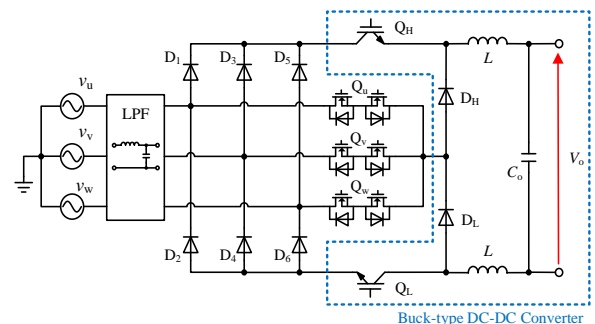 Q_H
D_1 D_3 D_5
L
v_u
Q_u
D_H
LPF
v_v
Q_v
C_o
V_o
v_w
Q_w
D_L
D_2 D_4 D_6
L
Q_L
Buck-type DC-DC Converter